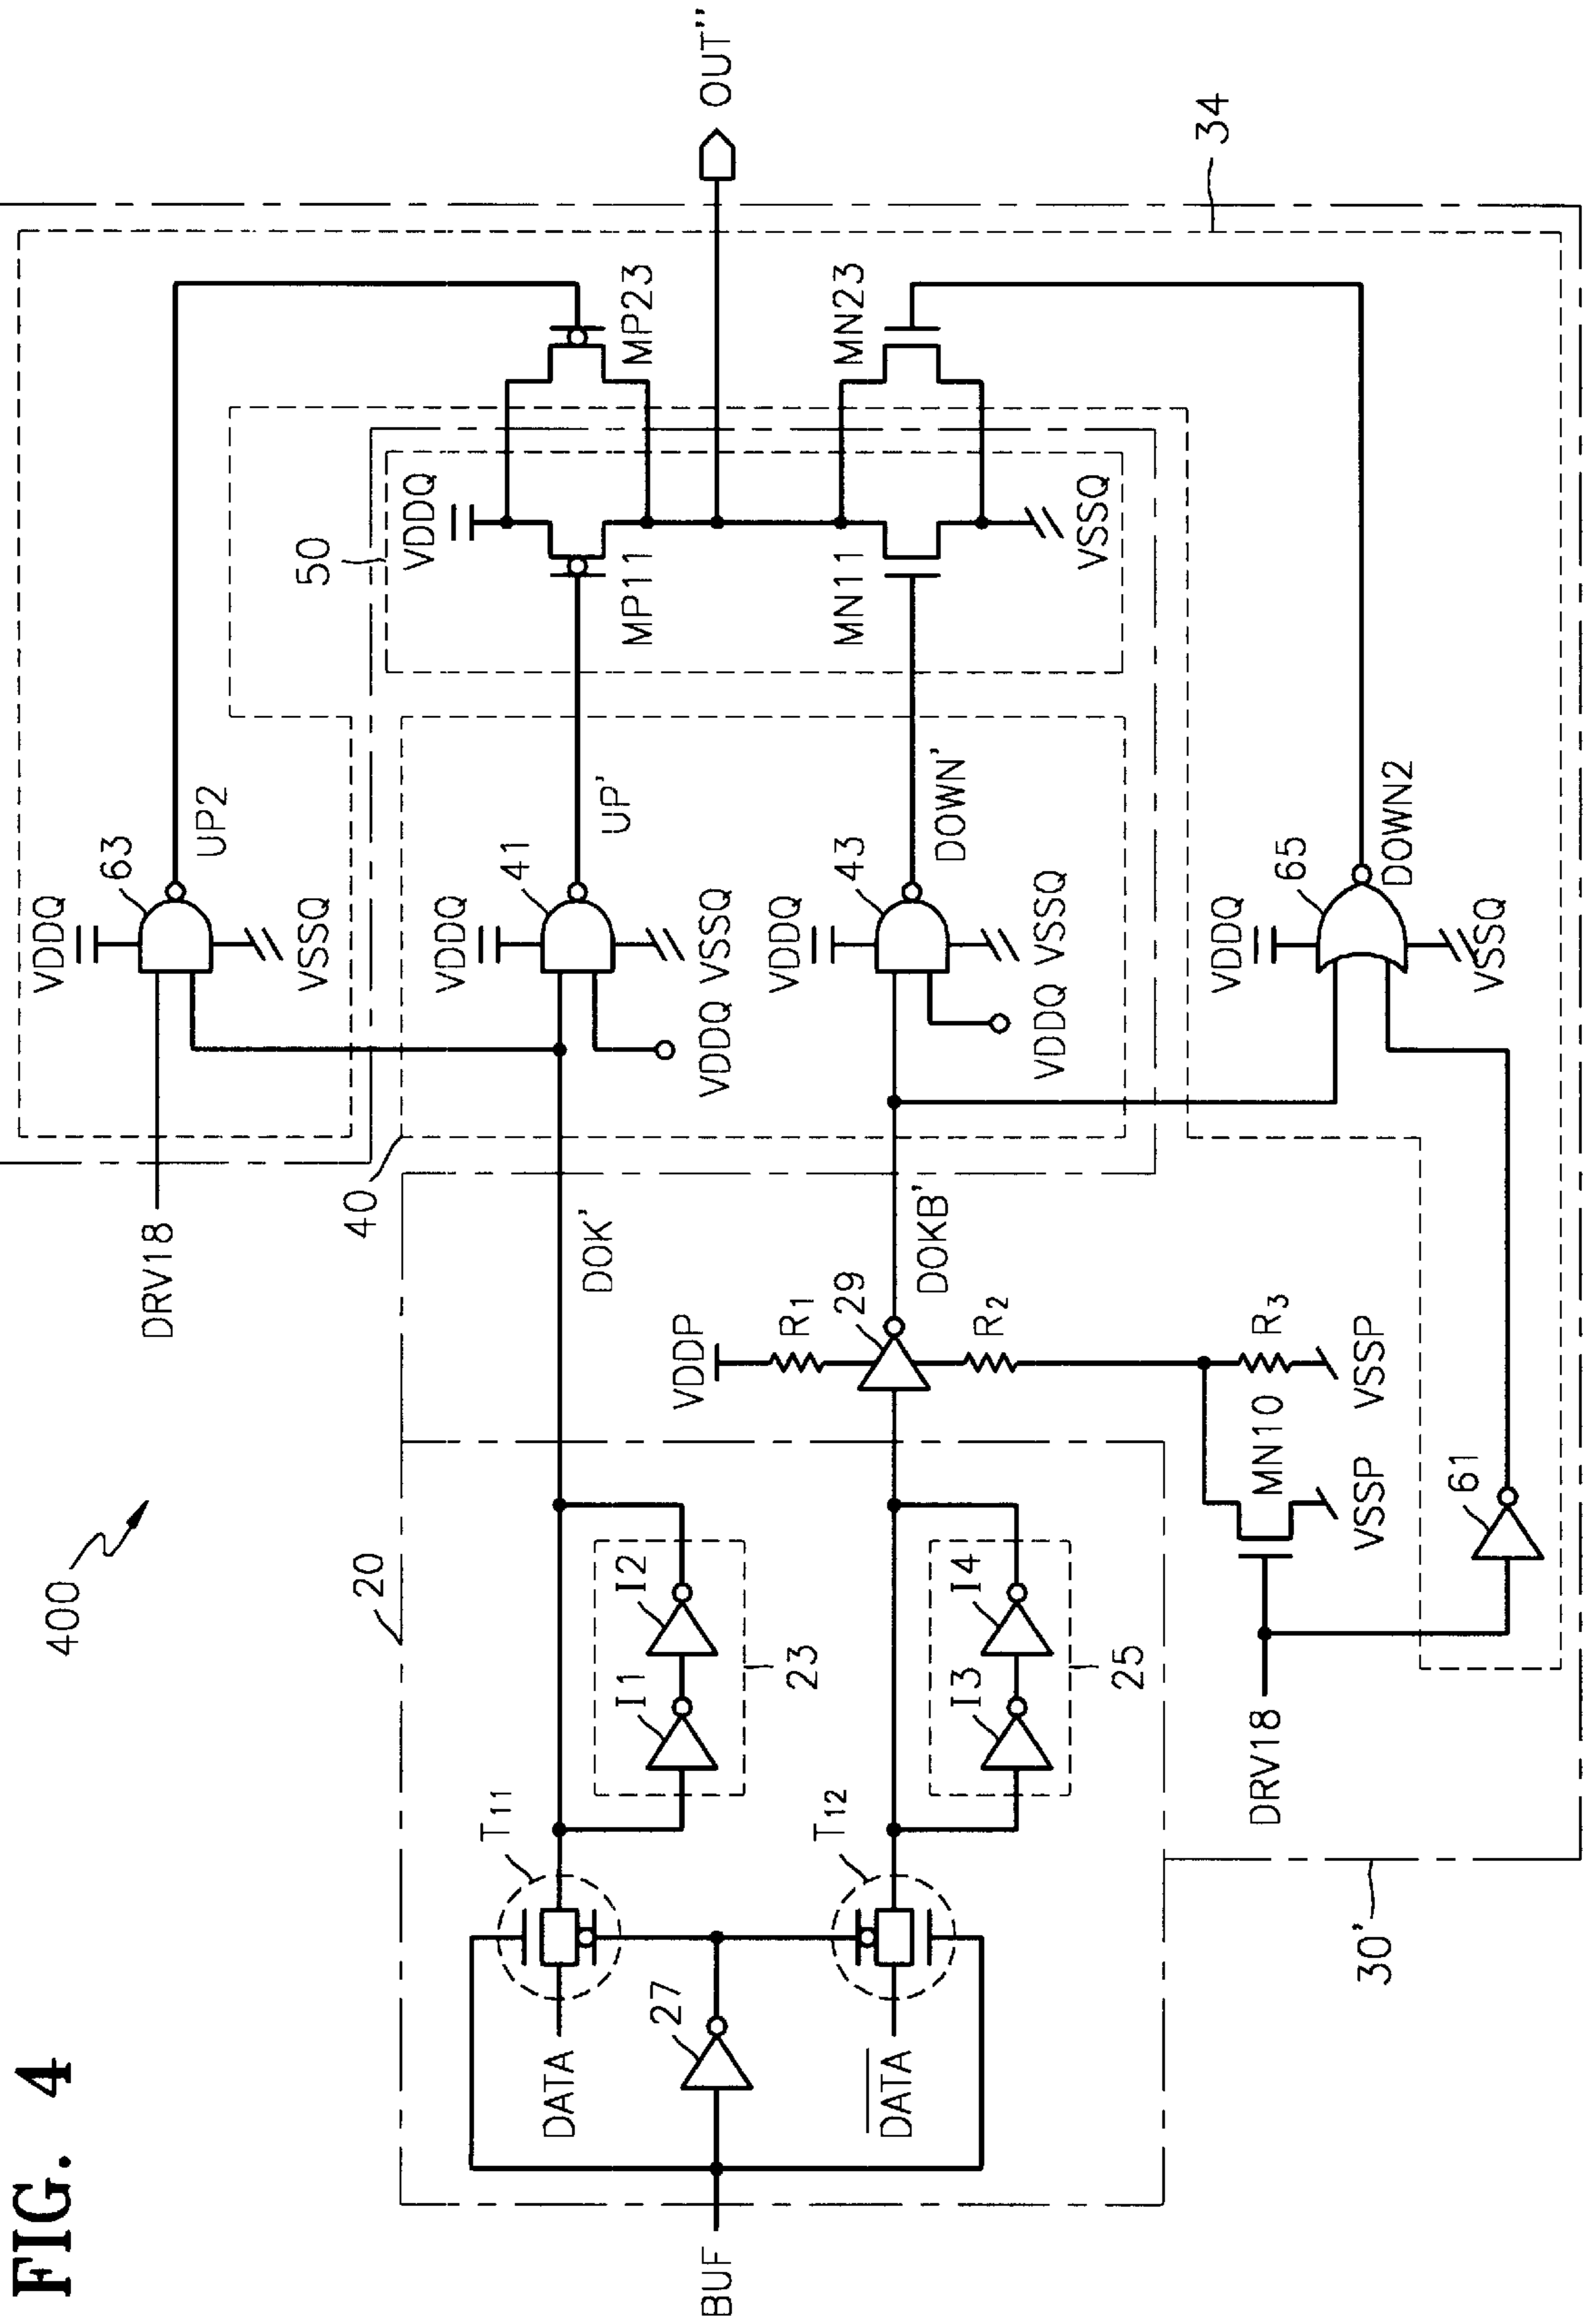 FIG. 4
400
DRV18
VDDQ
63
VSSQ
UP2
34
20
40
50
BUF
DATA
T11
I1
I2
23
DOK'
VDDQ
41
VDDQ
VSSQ
UP'
VDDQ
MP11
MP23
OUT"
27
DATA
T12
I3
I4
25
VDDP
R1
29
R2
DOKB'
VDDQ
43
VDDQ
VSSQ
DOWN'
MN11
MN23
VSSQ
DRV18
MN10
R3
VSSP
VSSP
61
VDDQ
65
VSSQ
DOWN2
30'